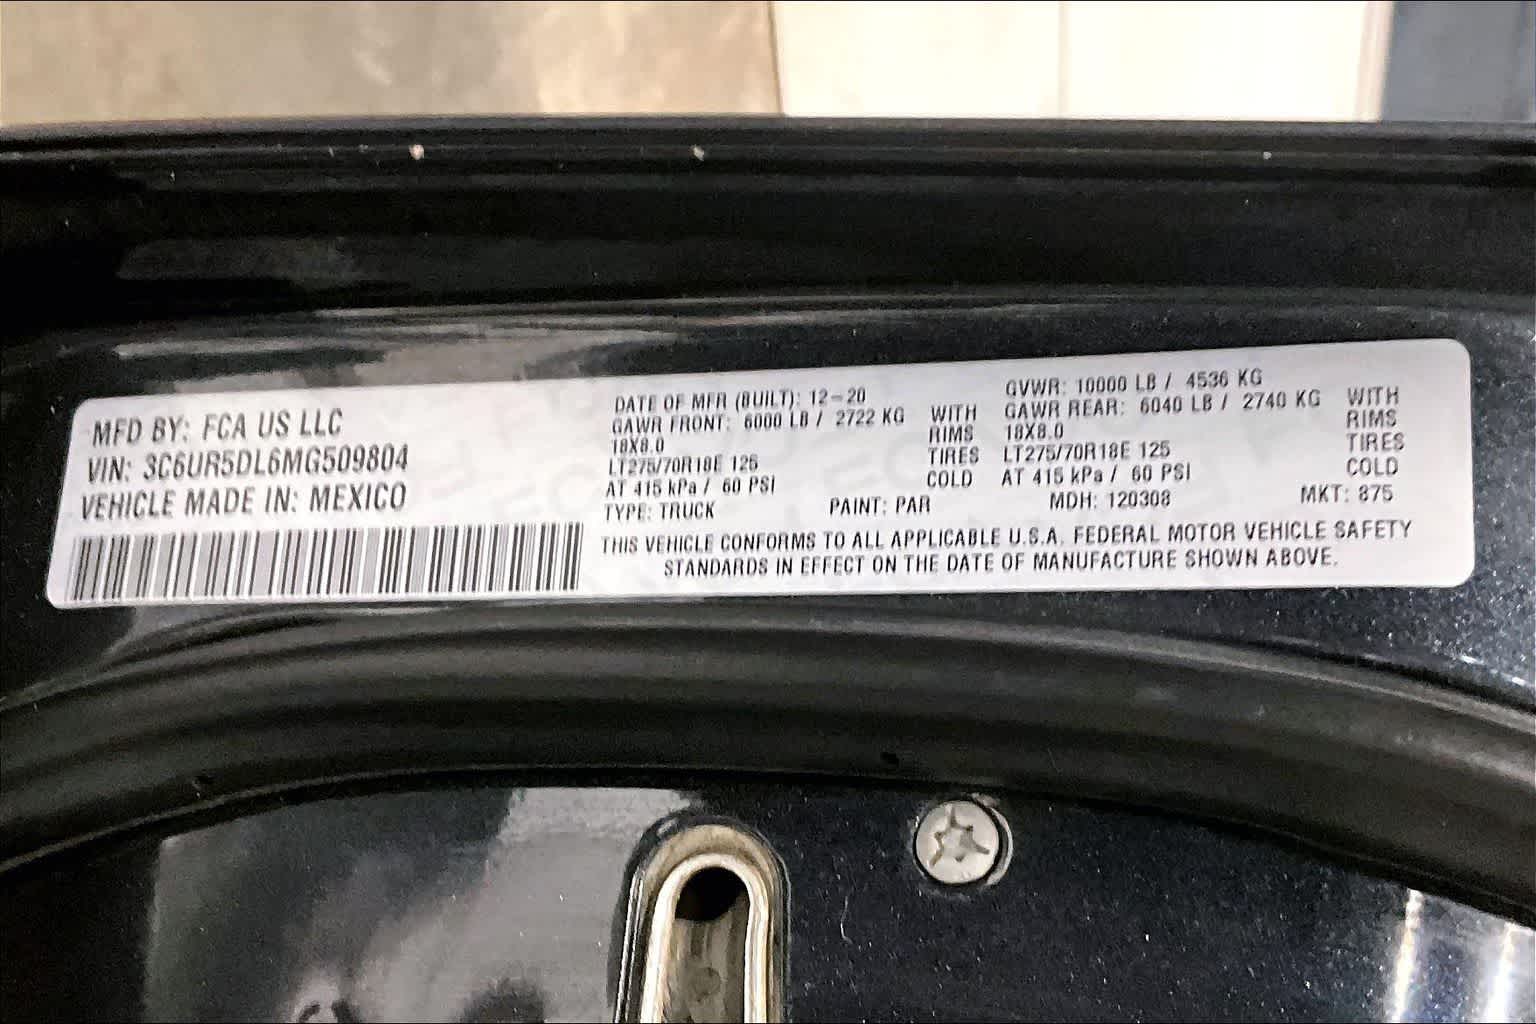 MFD BY: FCA US LLC
VIN: 3C6UR5DL6MG509804
VEHICLE MADE IN: MEXICO
DATE OF MFR (BUILT): 12-20
GAWR FRONT: 6000 LB / 2722 KG WITH
18X8.0 RIMS
LT275/70R18E 125 TIRES
AT 415 kPa / 60 PSI COLD
GVWR: 10000 LB / 4536 KG
GAWR REAR: 6040 LB / 2740 KG WITH
18X8.0 RIMS
LT275/70R18E 125 TIRES
AT 415 kPa / 60 PSI COLD
TYPE: TRUCK PAINT: PAR MDH: 120308 MKT: 875
THIS VEHICLE CONFORMS TO ALL APPLICABLE U.S.A. FEDERAL MOTOR VEHICLE SAFETY
STANDARDS IN EFFECT ON THE DATE OF MANUFACTURE SHOWN ABOVE.